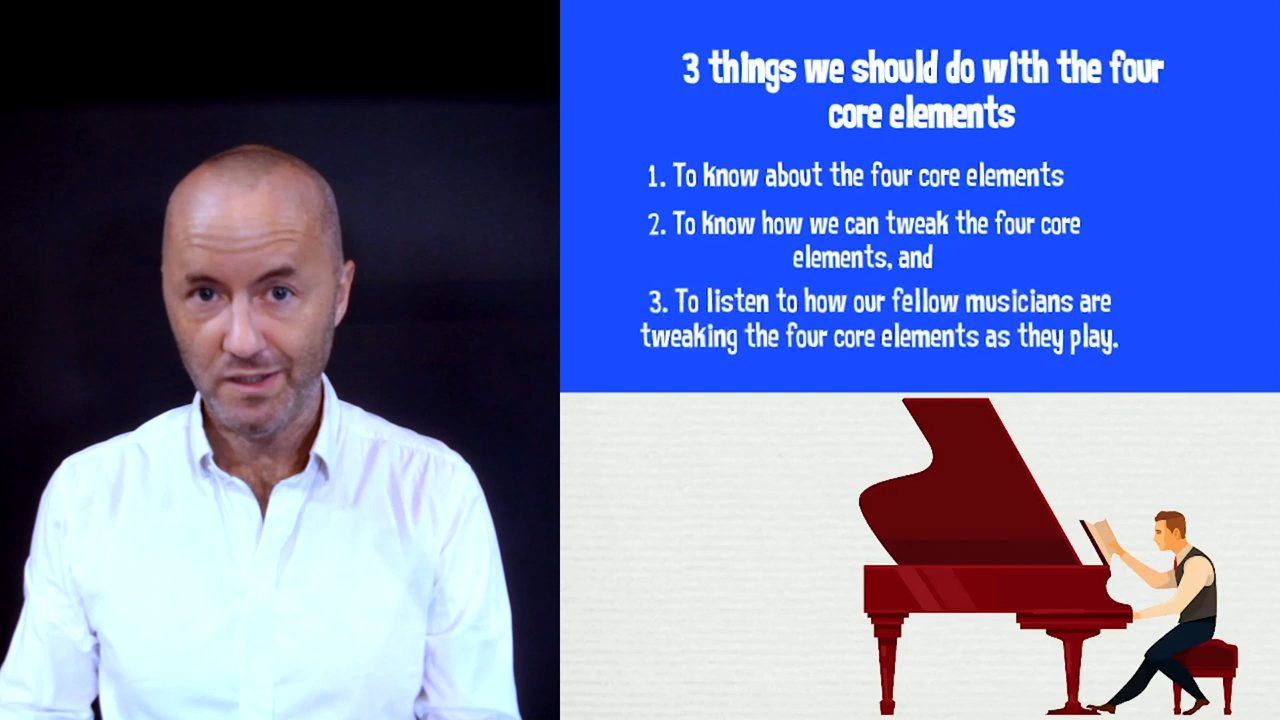 3 things we should do with the four
core elements
1. To know about the four core elements
2. To know how we can tweak the four core
elements, and
3. To listen to how our fellow musicians are
tweaking the four core elements as they play.